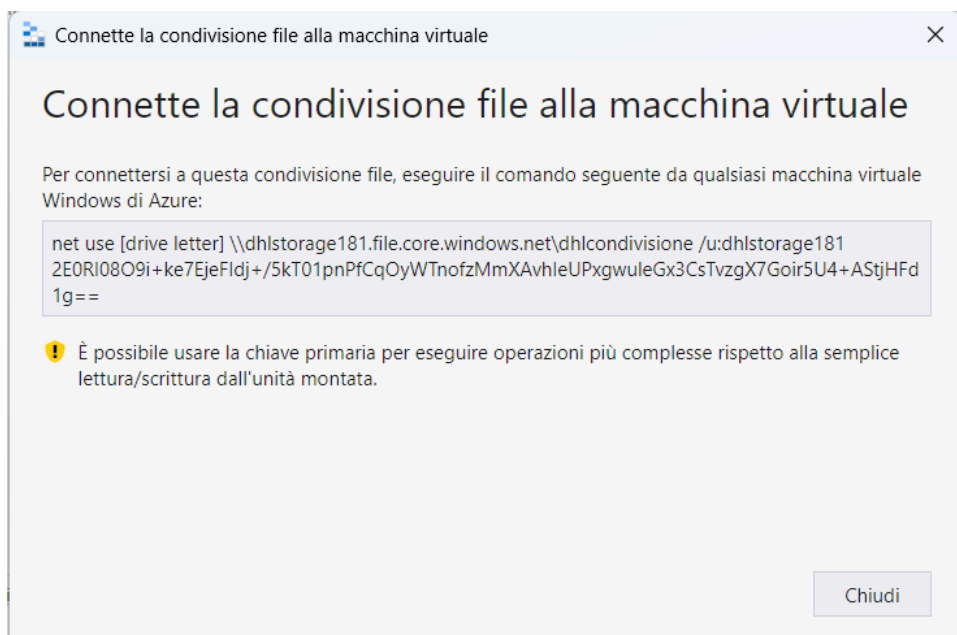 Connette la condivisione file alla macchina virtuale
Connette la condivisione file alla macchina virtuale
Per connettersi a questa condivisione file, eseguire il comando seguente da qualsiasi macchina virtuale
Windows di Azure:
net use [drive letter] \\dhlstorage181.file.core.windows.net\dhlcondivisione /u:dhlstorage181
2E0RI08O9i+ke7EjeFIdj+/5kT01pnPfCqOyWTnofzMmXAvhIeUPxgwuleGx3CsTvzgX7Goir5U4+AStjHFd
1g==
È possibile usare la chiave primaria per eseguire operazioni più complesse rispetto alla semplice
lettura/scrittura dall'unità montata.
Chiudi